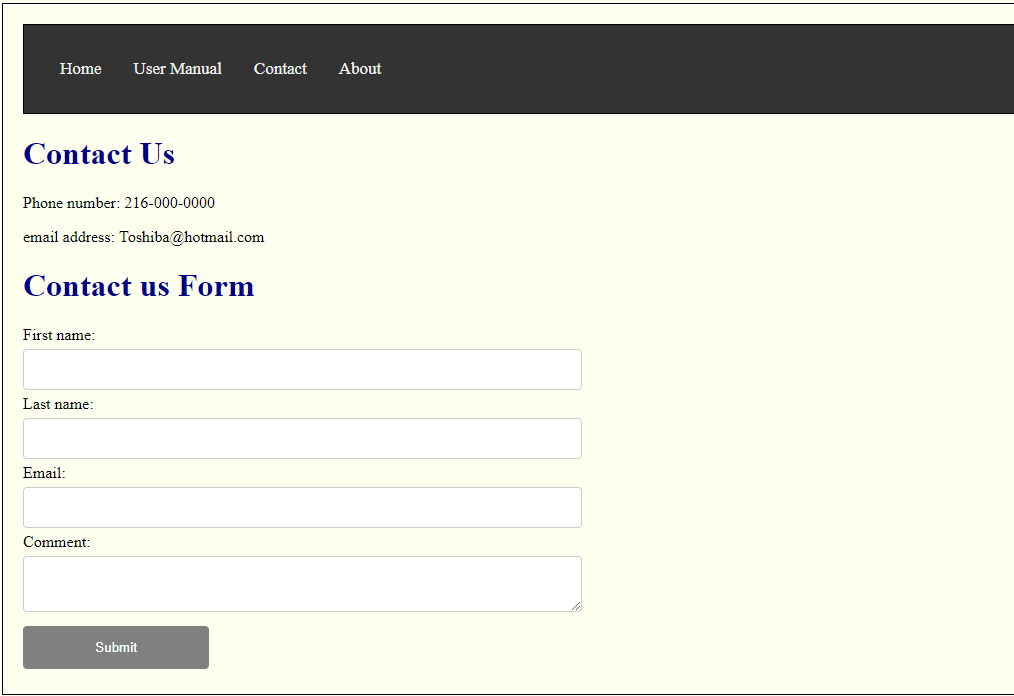 Home User Manual Contact About
Contact Us
Phone number: 216-000-0000
email address: Toshiba@hotmail.com
Contact us Form
First name:
Last name:
Email:
Comment:
Submit